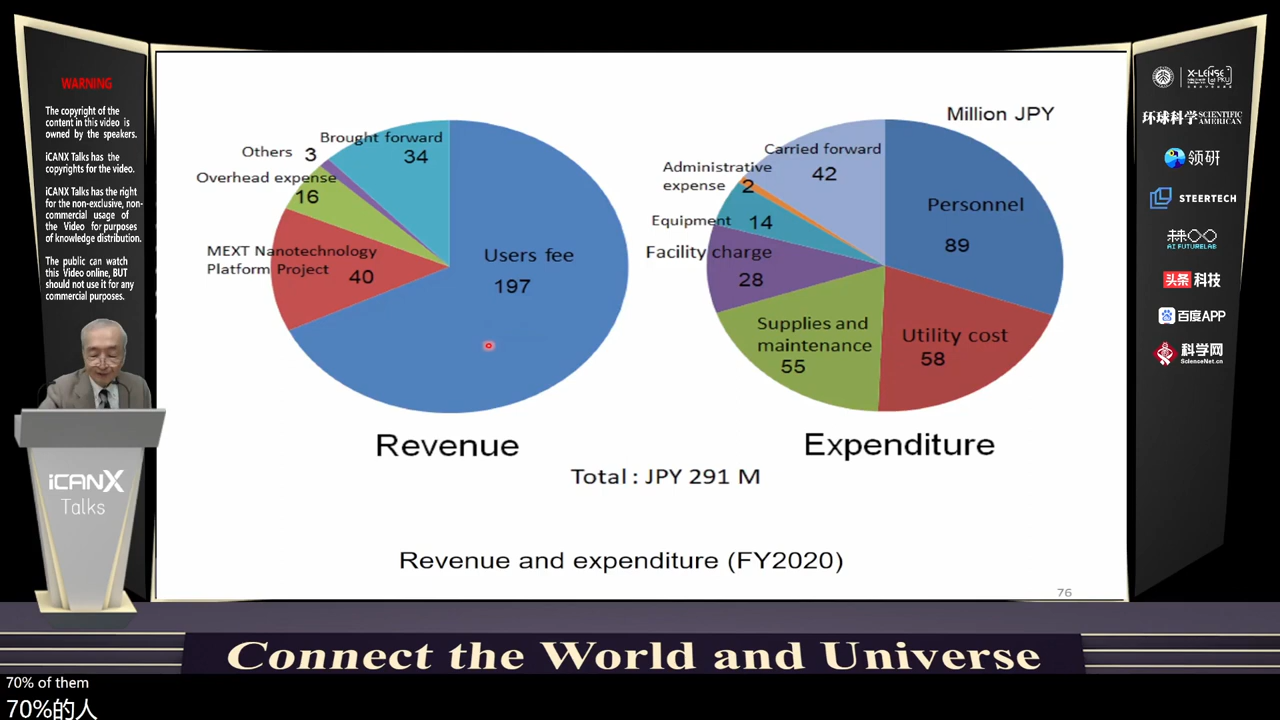 WARNING
The copyright of the
content in this video is
owned by the speakers.
iCANX Talks has the
copyrights for the video.
iCANX Talks has the right
for the non-exclusive, non-
commercial usage of
the Video for purposes
of knowledge distribution.
The public can watch
this Video online, BUT
should not use it for any
commercial purposes.
iCANX
Talks
Million JPY
Brought forward
34
Others 3
Overhead expense
16
MEXT Nanotechnology
Platform Project 40
Users fee
197
Revenue
Carried forward
42
Administrative
expense 2
Equipment 14
Facility charge
28
Supplies and
maintenance
55
Utility cost
58
Personnel
89
Expenditure
Total : JPY 291 M
Revenue and expenditure (FY2020)
76
X-LENSE
PKU
环球科学 SCIENTIFIC
AMERICAN
领研
STEERTECH
AI FUTURELAB
头条 科技
百度APP
科学网
ScienceNet.cn
Connect the World and Universe
70% of them
70%的人